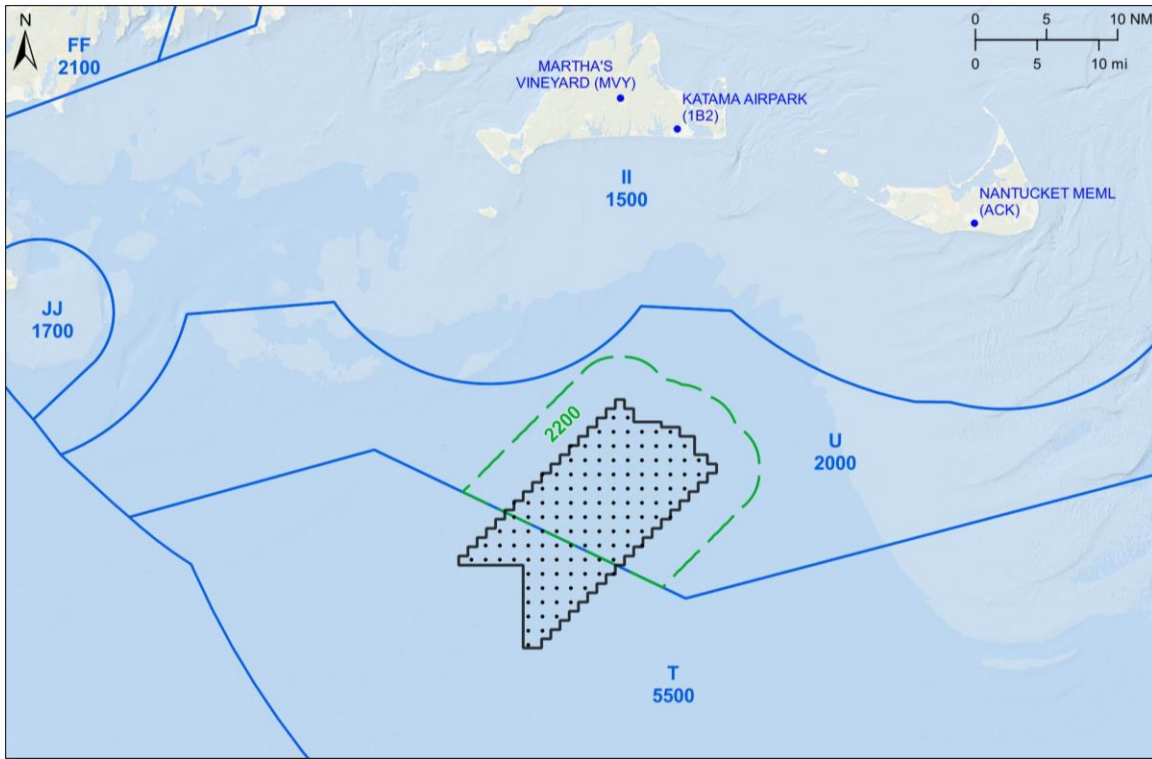 N
FF
2100
0 5 10 NM
0 5 10 mi
MARTHA'S
VINEYARD (MVY)
KATAMA AIRPARK
(1B2)
II
1500
NANTUCKET MEML
(ACK)
JJ
1700
2200
U
2000
T
5500